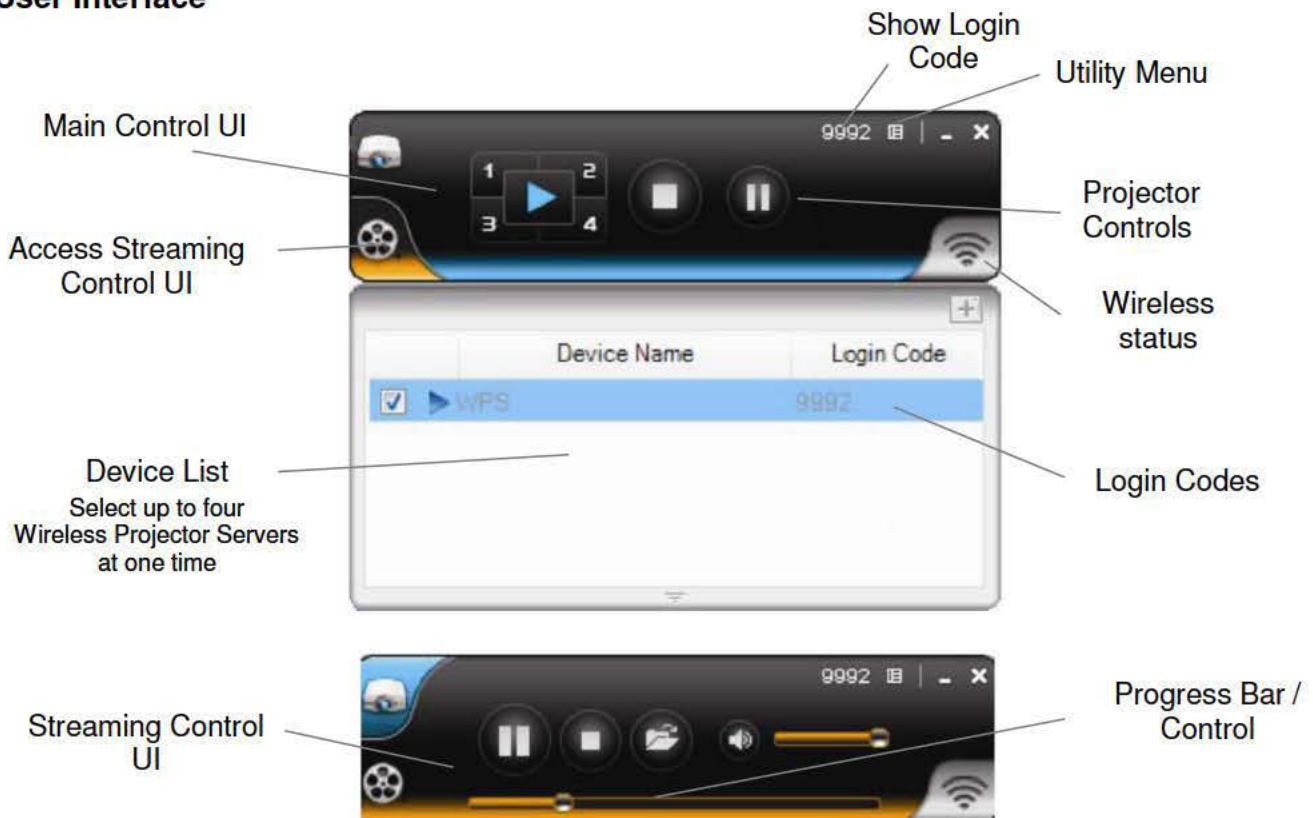 User Interface
Show Login
Code
Utility Menu
Main Control UI
9992
1 2
3 4
Projector
Controls
Access Streaming
Control UI
Wireless
status
Device Name Login Code
WPS 9992
Device List
Select up to four
Wireless Projector Servers
at one time
Login Codes
9992
Streaming Control
UI
Progress Bar /
Control